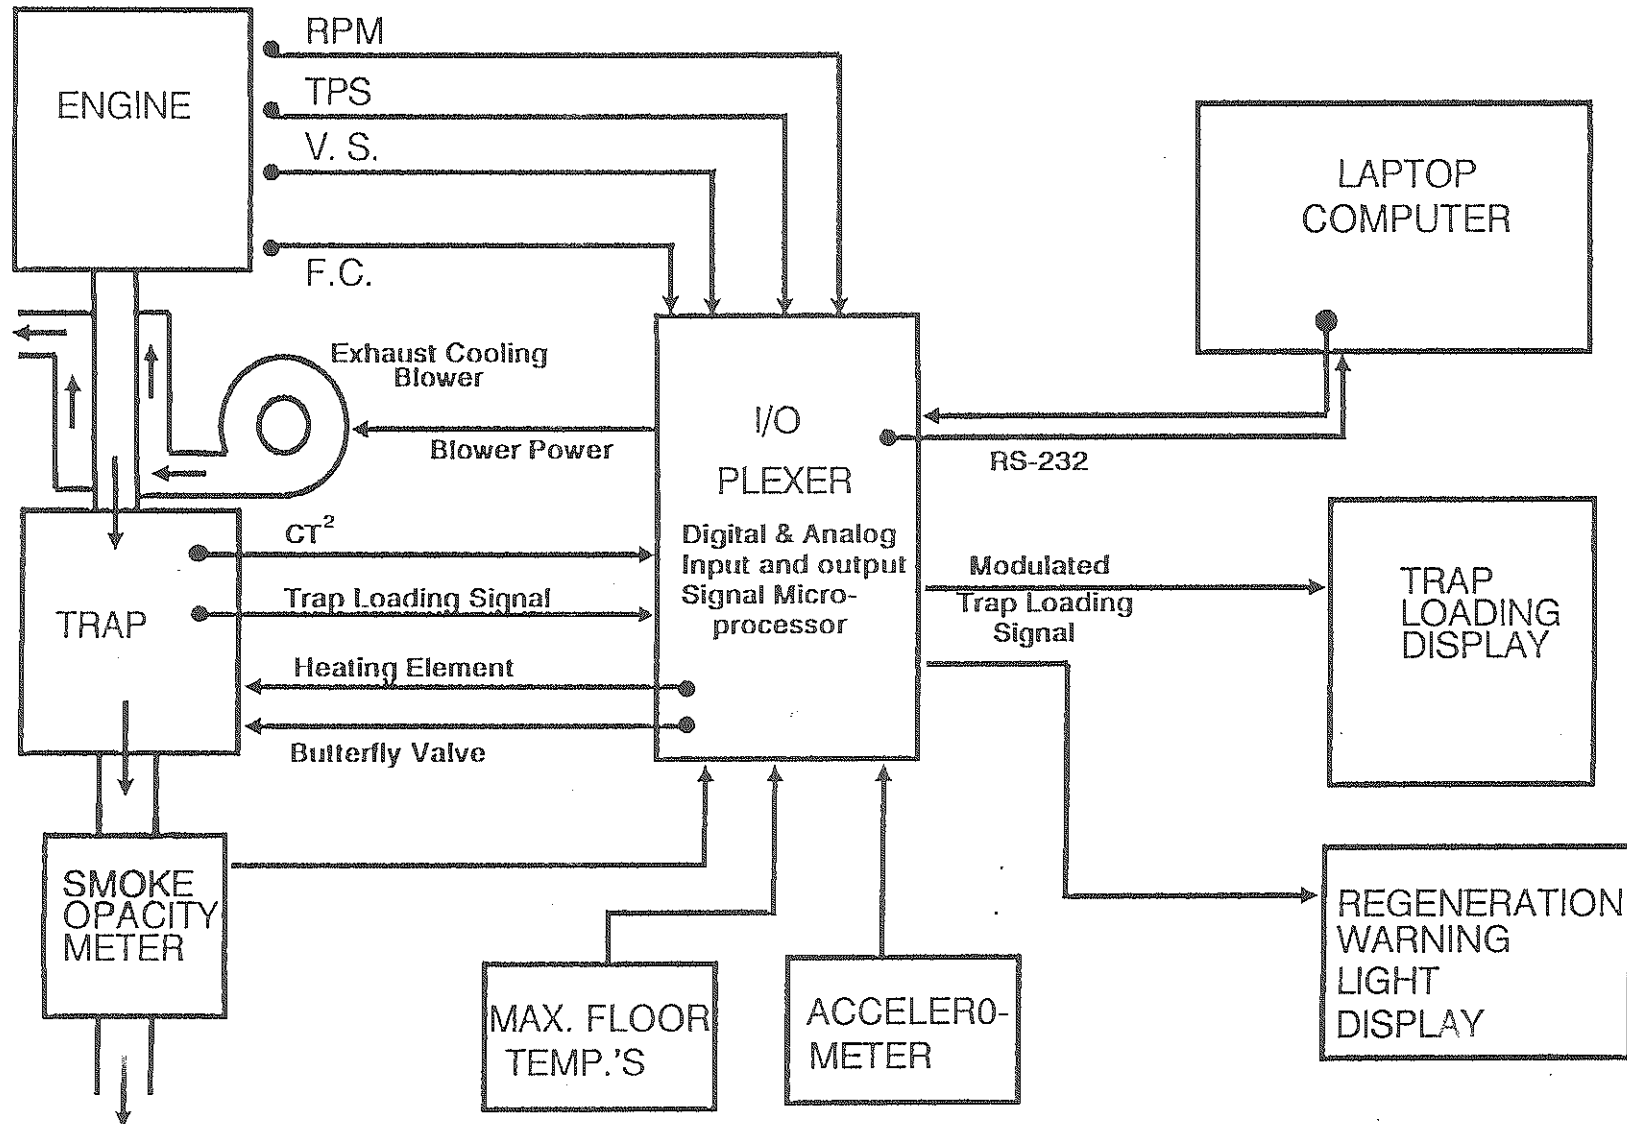 ENGINE
RPM
TPS
V. S.
F.C.
LAPTOP
COMPUTER
Exhaust Cooling
Blower
Blower Power
I/O
PLEXER
Digital & Analog
Input and output
Signal Micro-
processor
RS-232
CT²
Trap Loading Signal
TRAP
Heating Element
Butterfly Valve
Modulated
Trap Loading
Signal
TRAP
LOADING
DISPLAY
SMOKE
OPACITY
METER
MAX. FLOOR
TEMP.'S
ACCELERO-
METER
REGENERATION
WARNING
LIGHT
DISPLAY